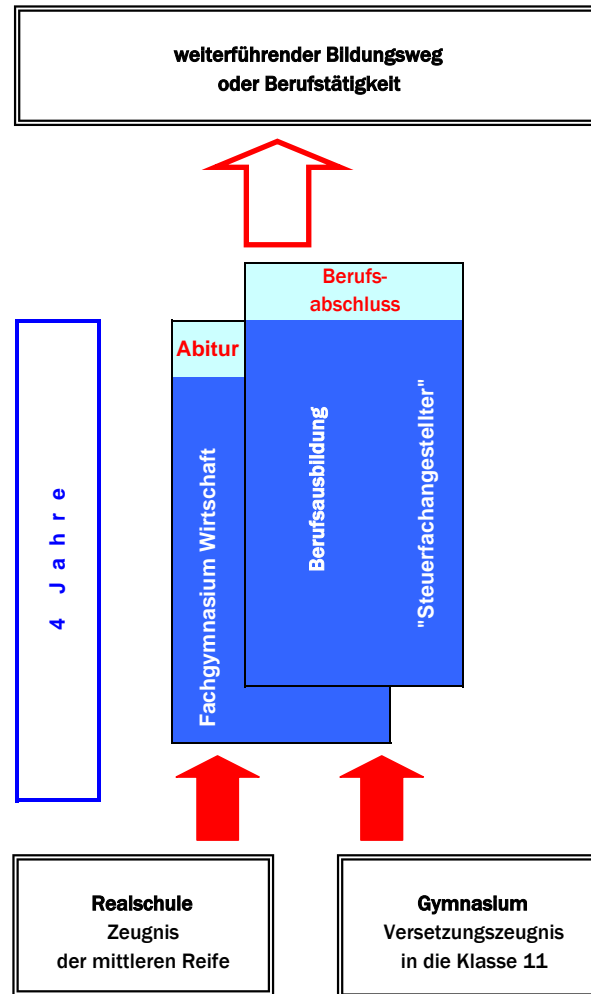 weiterführender Bildungsweg
oder Berufstätigkeit
Berufs-
abschluss
Abitur
4 Jahre
Fachgymnasium Wirtschaft
Berufsausbildung
"Steuerfachangestellter"
Realschule
Zeugnis
der mittleren Reife
Gymnasium
Versetzungszeugnis
in die Klasse 11